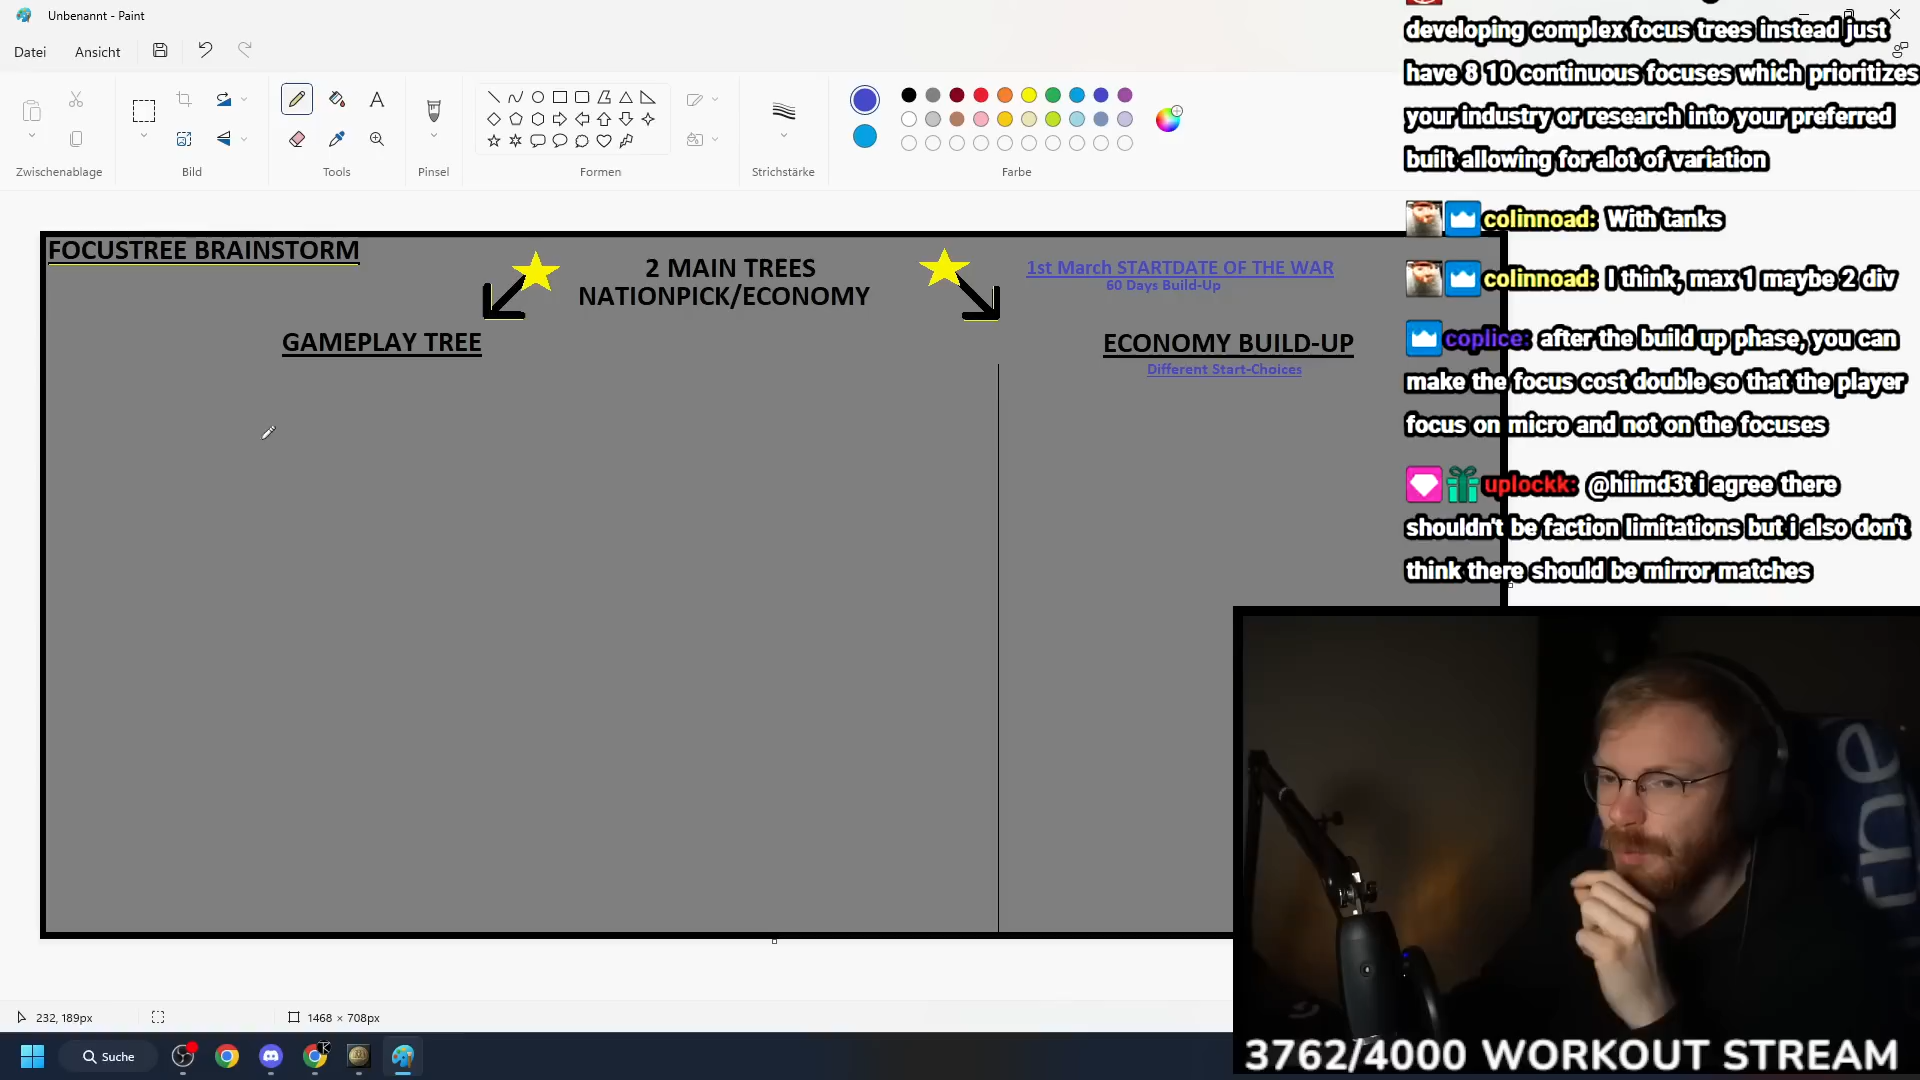 Unbenannt - Paint
Datei
Ansicht
Zwischenablage
Bild
Tools
Pinsel
Formen
Strichstärke
Farbe
FOCUSTREE BRAINSTORM
2 MAIN TREES
NATIONPICK/ECONOMY
1st March STARTDATE OF THE WAR
60 Days Build-Up
GAMEPLAY TREE
ECONOMY BUILD-UP
Different Start-Choices
developing complex focus trees instead just
have 8 10 continuous focuses which prioritizes
your industry or research into your preferred
built allowing for alot of variation
colinnoad: With tanks
colinnoad: I think, max 1 maybe 2 div
coplice: after the build up phase, you can
make the focus cost double so that the player
focus on micro and not on the focuses
uplockk: @hiimd3t i agree there
shouldn't be faction limitations but i also don't
think there should be mirror matches
ne
3762/4000 WORKOUT STREAM
232, 189px
1468 × 708px
Suche